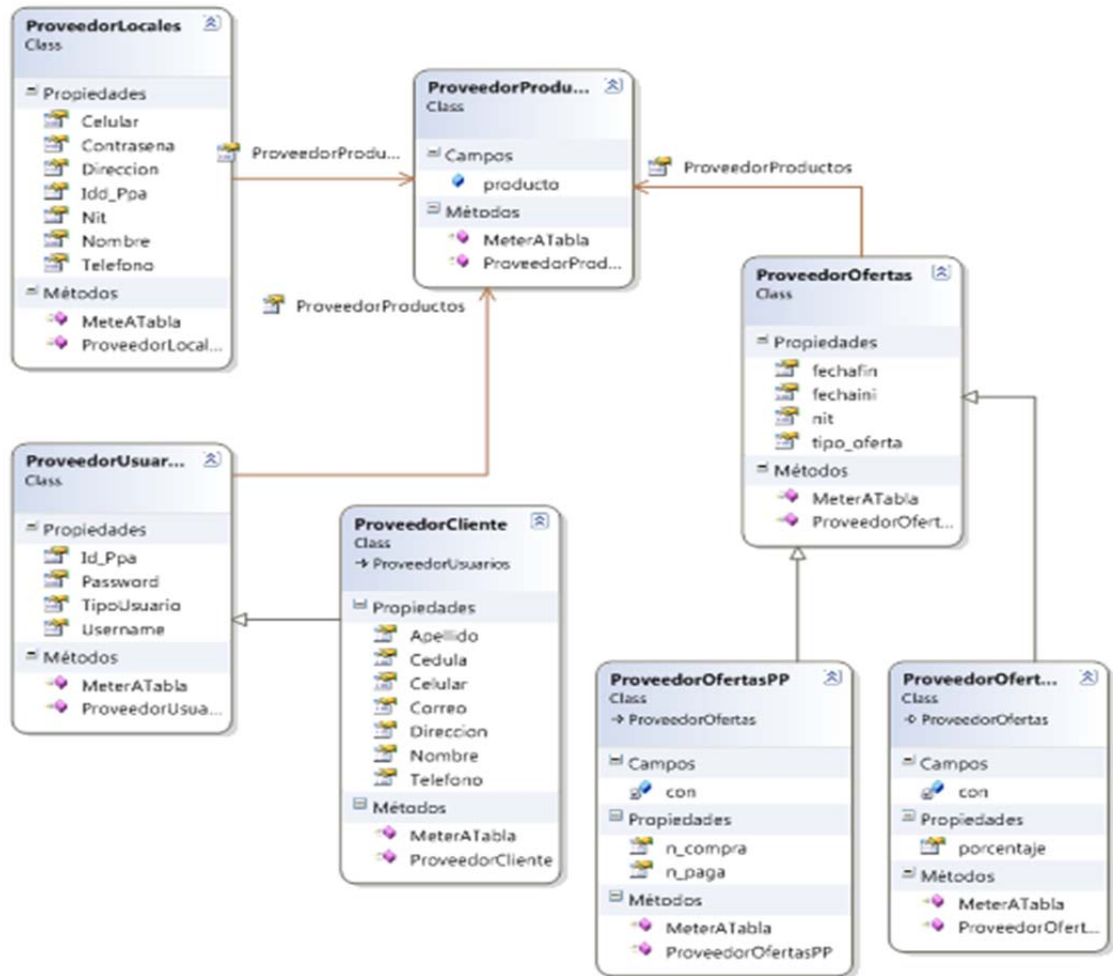 ProveedorLocales
Class
Propiedades
Celular
Contrasena
Direccion
Idd_Ppa
Nit
Nombre
Telefono
Métodos
MeteATabla
ProveedorLocal...
ProveedorProdu...
ProveedorProdu...
Class
Campos
producto
Métodos
MeterATabla
ProveedorProd...
ProveedorProductos
ProveedorProductos
ProveedorOfertas
Class
Propiedades
fechafin
fechaini
nit
tipo_oferta
Métodos
MeterATabla
ProveedorOfert...
ProveedorUsuar...
Class
Propiedades
Id_Ppa
Password
TipoUsuario
Username
Métodos
MeterATabla
ProveedorUsua...
ProveedorCliente
Class
ProveedorUsuarios
Propiedades
Apellido
Cedula
Celular
Correo
Direccion
Nombre
Telefono
Métodos
MeterATabla
ProveedorCliente
ProveedorOfertasPP
Class
ProveedorOfertas
Campos
con
Propiedades
n_compra
n_paga
Métodos
MeterATabla
ProveedorOfertasPP
ProveedorOfert...
Class
ProveedorOfertas
Campos
con
Propiedades
porcentaje
Métodos
MeterATabla
ProveedorOfert...